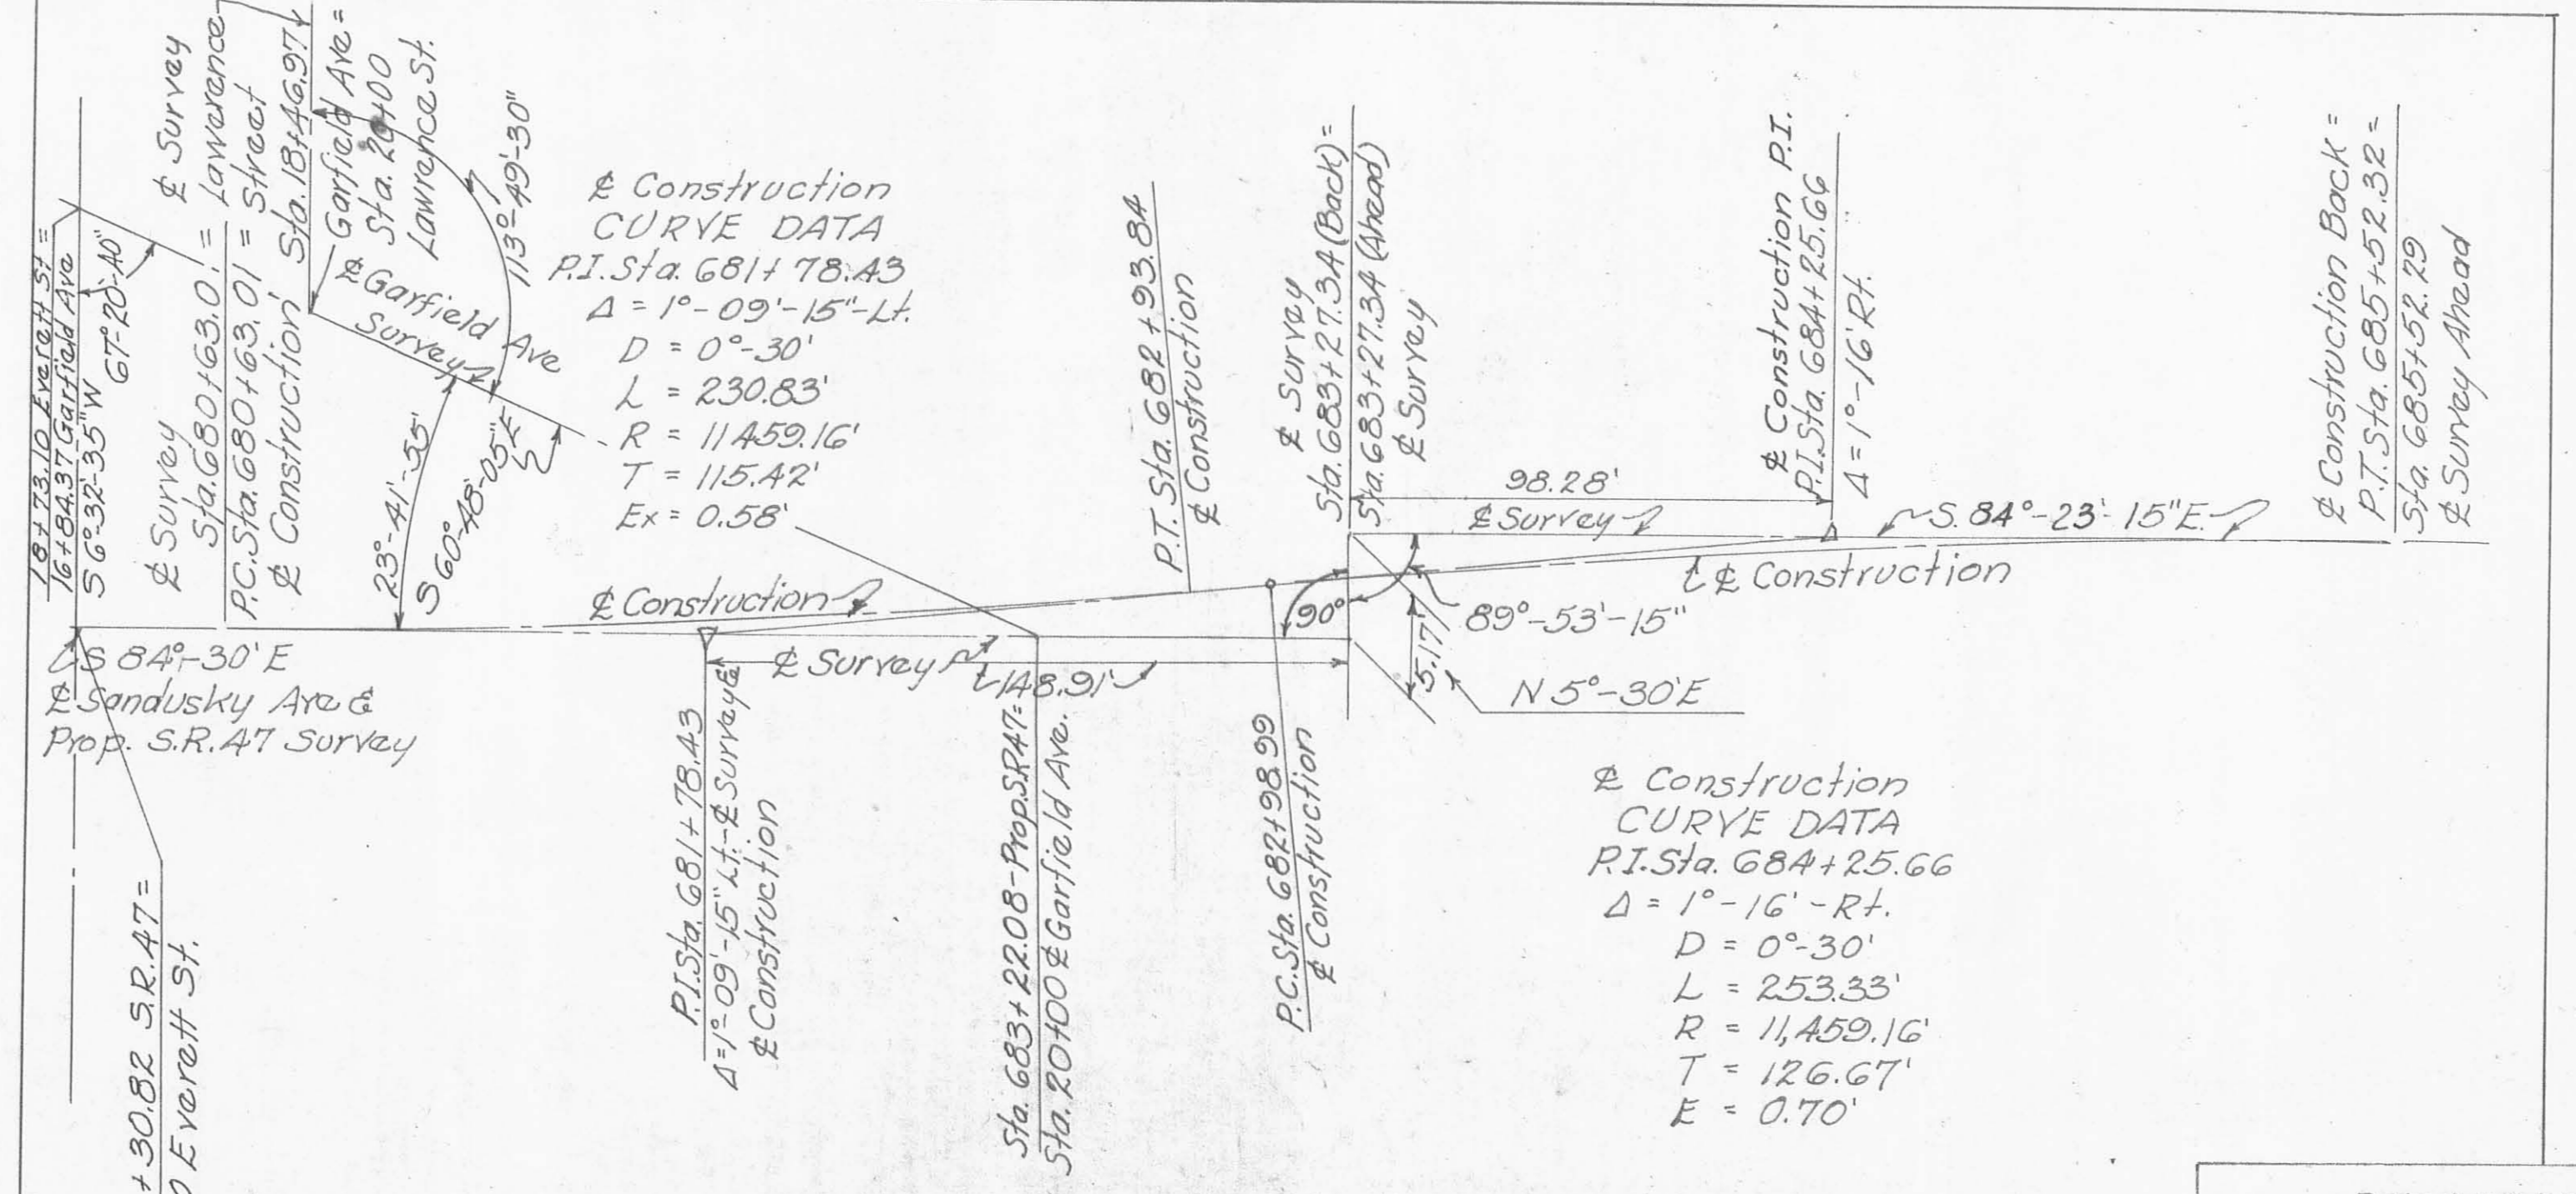 18+73.10 Everett St =
16+84.37 Garfield Ave
S 6°-32'-35" W
67°-20'-40"
℄ Survey
Sta. 680+63.01 =
P.C. Sta. 680+63.01 =
℄ Construction
℄ Survey
Lawerence
Street
Sta. 18+46.97
Garfield Ave =
Sta. 20+00
Lawrence St.
℄ Garfield Ave
Survey
113°-49'-30"
23°-41'-55"
S 60°-48'-05" E
℄ Construction
CURVE DATA
P.I. Sta. 681+78.43
Δ = 1°-09'-15"-Lt.
D = 0°-30'
L = 230.83'
R = 11459.16'
T = 115.42'
Ex = 0.58'
P.T. Sta. 682+93.84
℄ Construction
℄ Survey
Sta. 683+27.34 (Back) =
Sta. 683+27.34 (Ahead)
℄ Survey
98.28'
℄ Survey
℄ Construction P.I.
P.I. Sta. 684+25.66
Δ = 1°-16' Rt.
S. 84°-23'-15" E.
℄ Construction Back =
P.T. Sta. 685+52.32 =
Sta. 685+52.29
℄ Survey Ahead
℄ Construction
℄ Construction
90°
89°-53'-15"
5.17'
N 5°-30' E
S 84°-30' E
℄ Sandusky Ave &
Prop. S.R. 47 Survey
℄ Survey
148.91'
P.I. Sta. 681+78.43
Δ=1°-09'-15" Lt.-℄ Survey &
℄ Construction
Sta. 683+22.08-Prop SR47=
Sta. 20+00 ℄ Garfield Ave.
P.C. Sta. 682+98.99
℄ Construction
+30.82 S.R. 47 =
Everett St.
℄ Construction
CURVE DATA
P.I. Sta. 684+25.66
Δ = 1°-16'-Rt.
D = 0°-30'
L = 253.33'
R = 11,459.16'
T = 126.67'
E = 0.70'